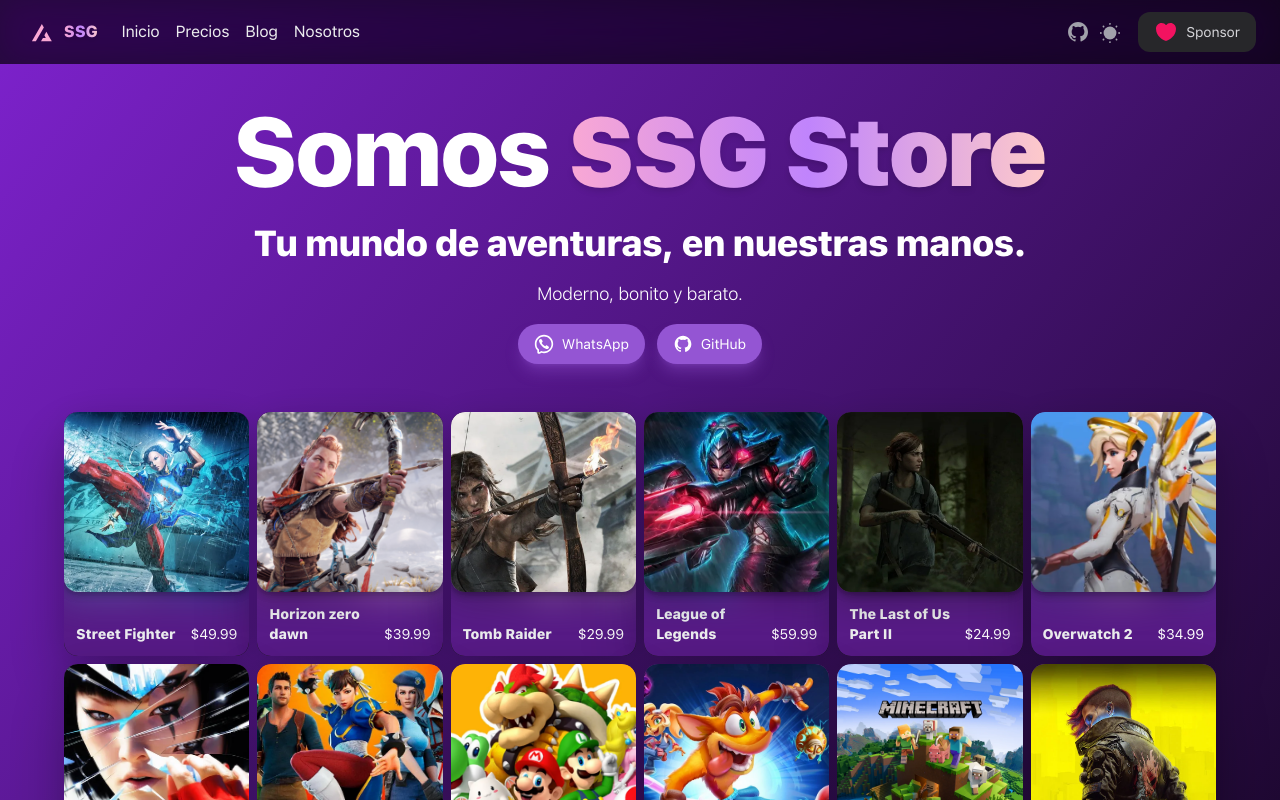 SSG
Inicio
Precios
Blog
Nosotros
Sponsor
Somos SSG Store
Tu mundo de aventuras, en nuestras manos.
Moderno, bonito y barato.
WhatsApp
GitHub
Street Fighter
$49.99
Horizon zero
dawn
$39.99
Tomb Raider
$29.99
League of
Legends
$59.99
The Last of Us
Part II
$24.99
Overwatch 2
$34.99
MINECRAFT